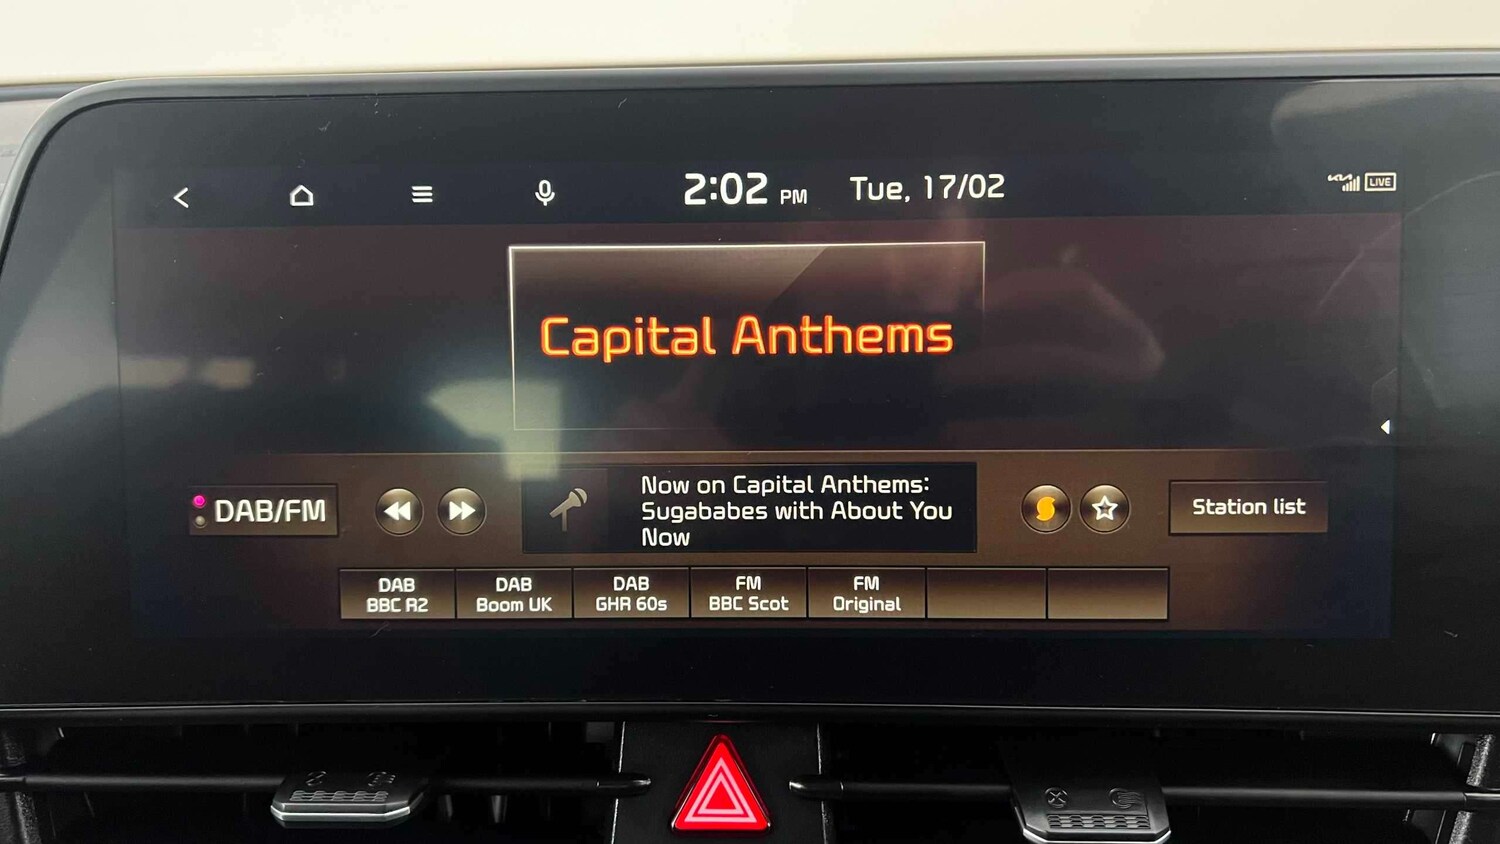 2:02 PM Tue, 17/02
KIA LIVE
Capital Anthems
DAB/FM
Now on Capital Anthems:
Sugababes with About You
Now
Station list
DAB
BBC R2
DAB
Boom UK
DAB
GHR 60s
FM
BBC Scot
FM
Original